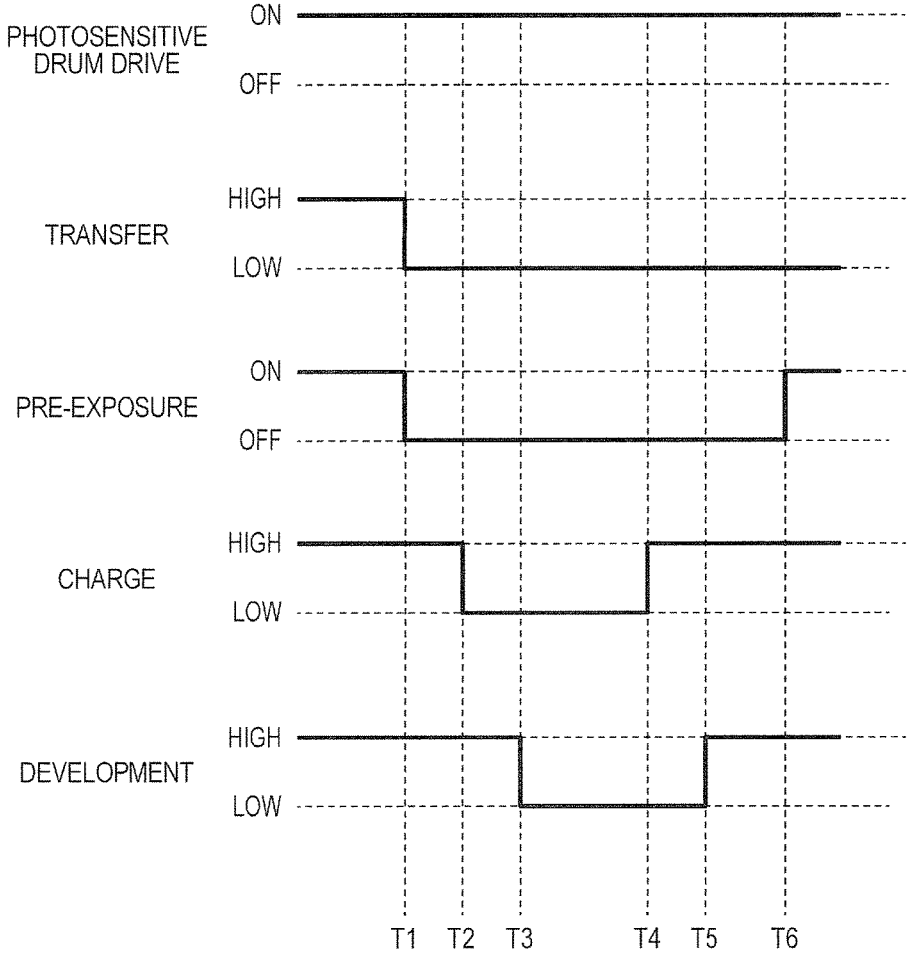 ON
PHOTOSENSITIVE
DRUM DRIVE
OFF
HIGH
TRANSFER
LOW
ON
PRE-EXPOSURE
OFF
HIGH
CHARGE
LOW
HIGH
DEVELOPMENT
LOW
T1 T2 T3 T4 T5 T6